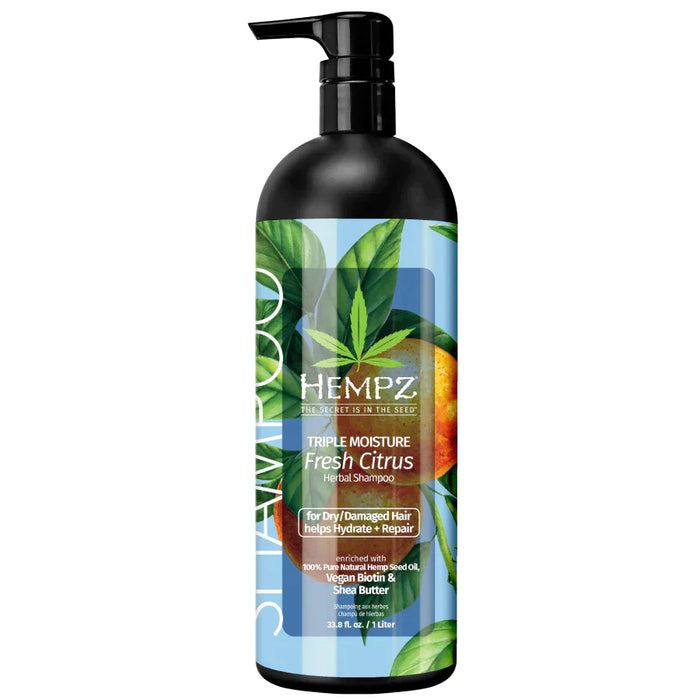 SHAMPOO
HEMPZ
THE SECRET IS IN THE SEED™
TRIPLE MOISTURE
Fresh Citrus
Herbal Shampoo
for Dry/Damaged Hair
helps Hydrate + Repair
enriched with
100% Pure Natural Hemp Seed Oil,
Vegan Biotin &
Shea Butter
Shampoing aux herbes
Champú de hierbas
33.8 fl. oz. / 1 Liter